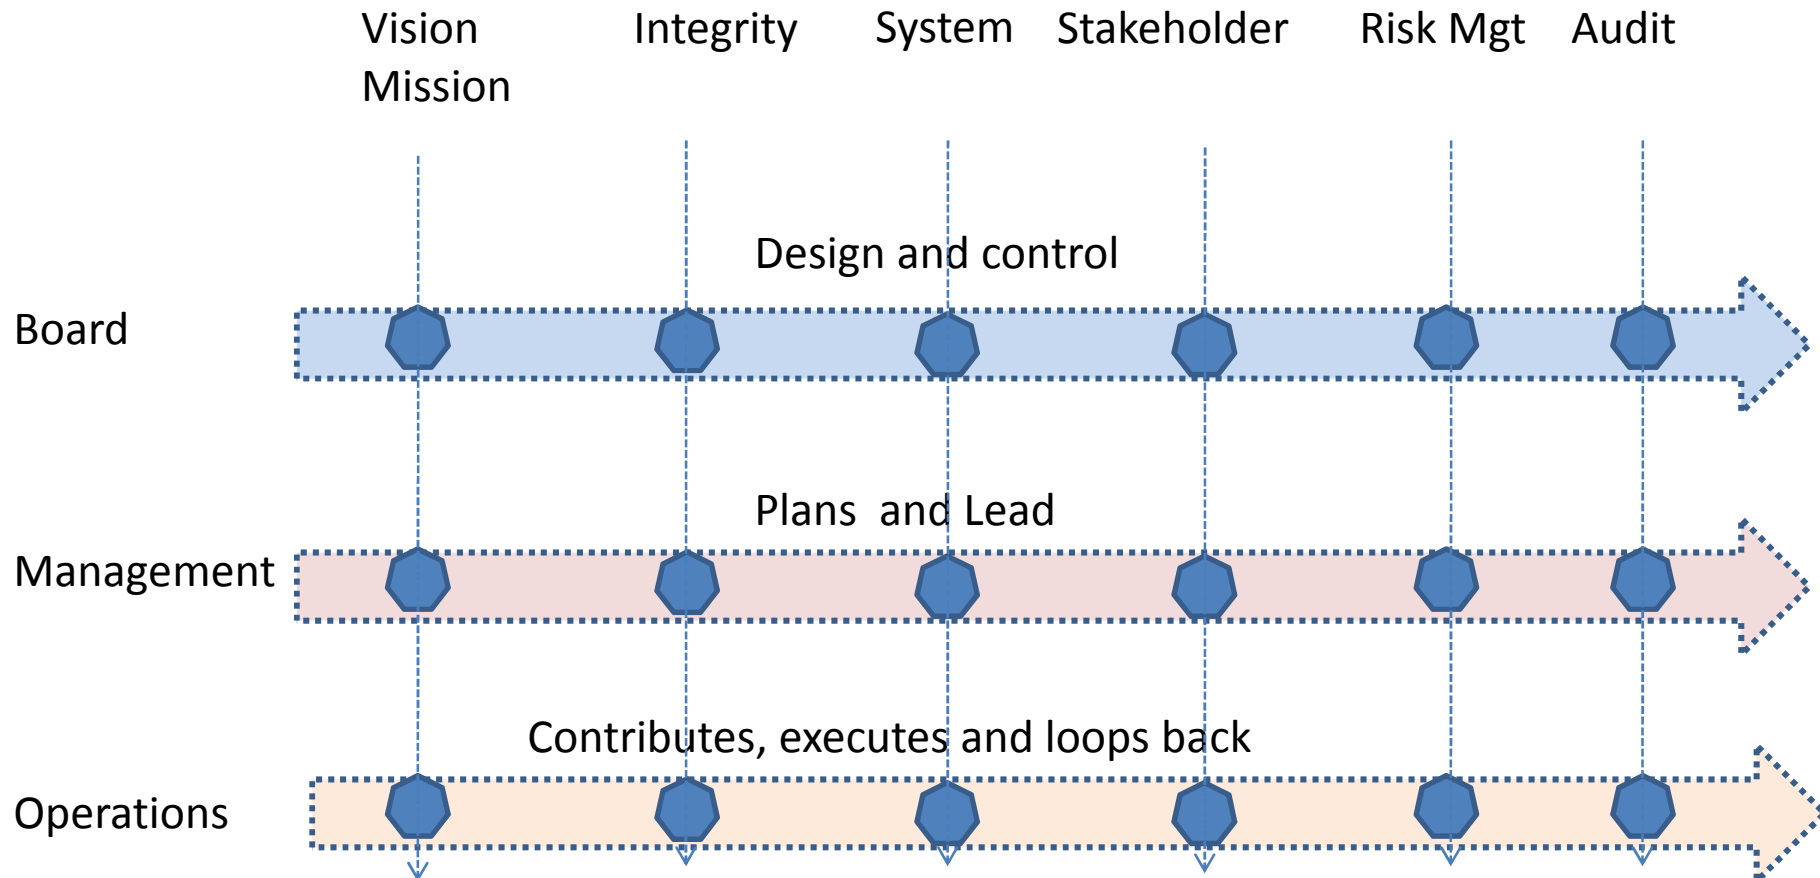 Vision Integrity System Stakeholder Risk Mgt Audit
Mission
Design and control
Board
Plans  and Lead
Management
Contributes, executes and loops back
Operations